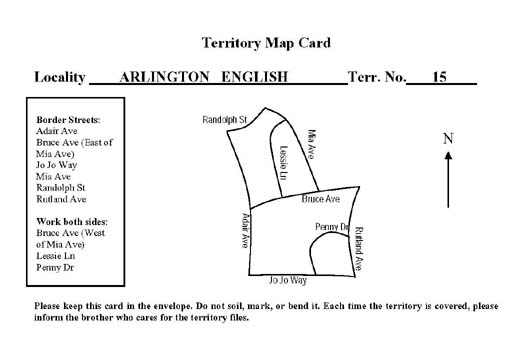 Territory Map Card
Locality ARLINGTON ENGLISH Terr. No. 15
Border Streets:
Adair Ave
Bruce Ave (East of
Mia Ave)
Jo Jo Way
Mia Ave
Randolph St
Rutland Ave
Work both sides:
Bruce Ave (West
of Mia Ave)
Lessie Ln
Penny Dr
Randolph St
Mia Ave
Lessie Ln
Bruce Ave
Adair Ave
Penny Dr
Rutland Ave
Jo Jo Way
N
Please keep this card in the envelope. Do not soil, mark, or bend it. Each time the territory is covered, please
inform the brother who cares for the territory files.